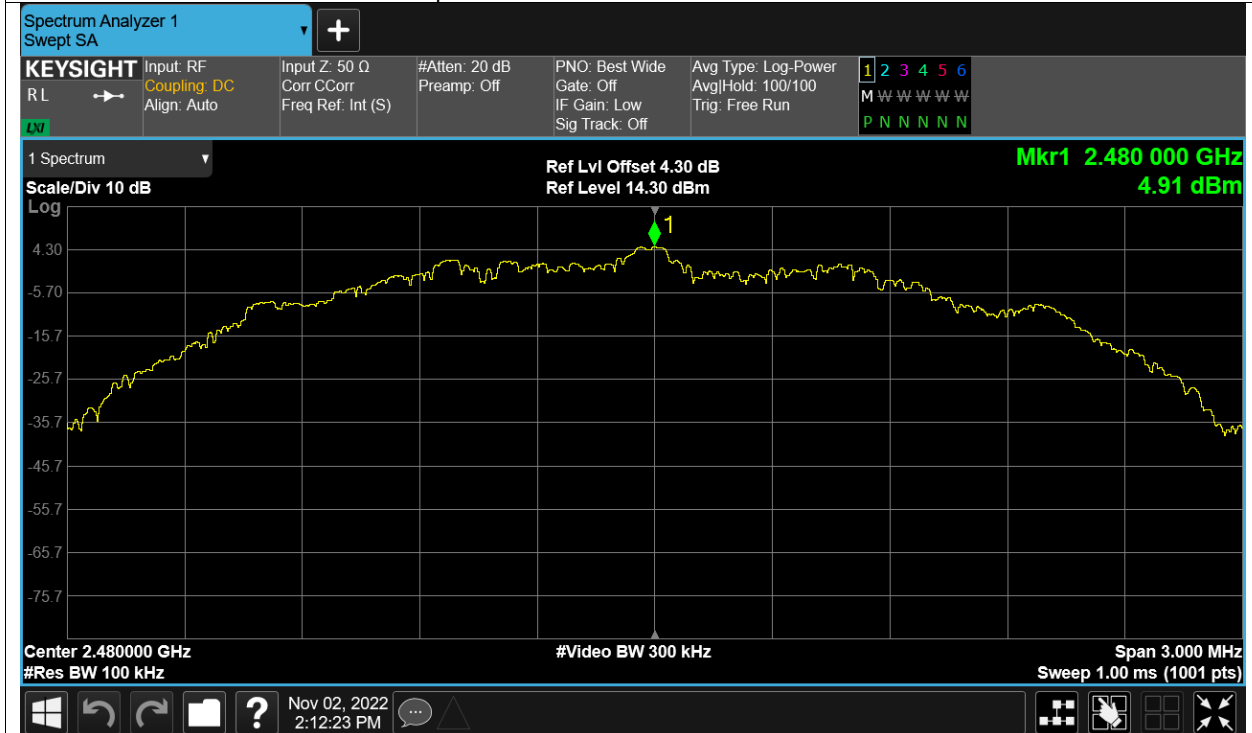 Spectrum Analyzer 1
Swept SA
KEYSIGHT
R L
LXI
Input: RF
Coupling: DC
Align: Auto
Input Z: 50 Ω
Corr CCorr
Freq Ref: Int (S)
#Atten: 20 dB
Preamp: Off
PNO: Best Wide
Gate: Off
IF Gain: Low
Sig Track: Off
Avg Type: Log-Power
Avg|Hold: 100/100
Trig: Free Run
1 2 3 4 5 6
M W W W W W
P N N N N N
1 Spectrum
Scale/Div 10 dB
Log
Ref Lvl Offset 4.30 dB
Ref Level 14.30 dBm
Mkr1 2.480 000 GHz
4.91 dBm
1
4.30
-5.70
-15.7
-25.7
-35.7
-45.7
-55.7
-65.7
-75.7
Center 2.480000 GHz
#Res BW 100 kHz
#Video BW 300 kHz
Span 3.000 MHz
Sweep 1.00 ms (1001 pts)
?
Nov 02, 2022
2:12:23 PM